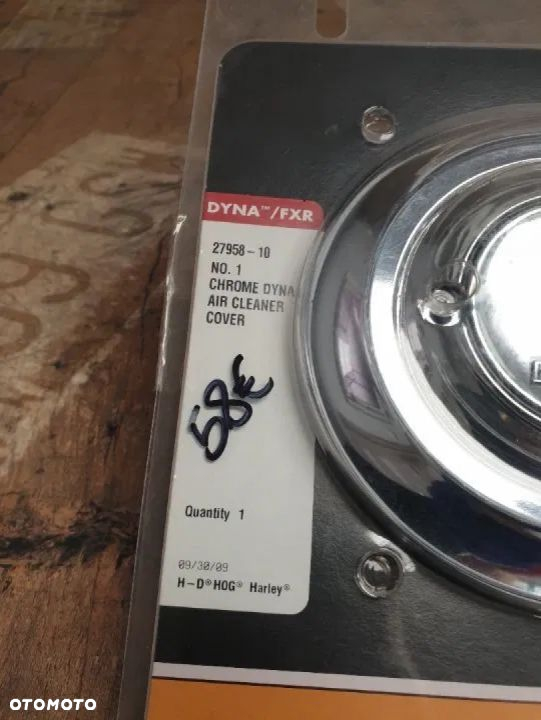 DYNA™/FXR
27958-10
NO. 1
CHROME DYNA
AIR CLEANER
COVER
58€
Quantity 1
09/30/09
H-D® HOG® Harley®
OTOMOTO